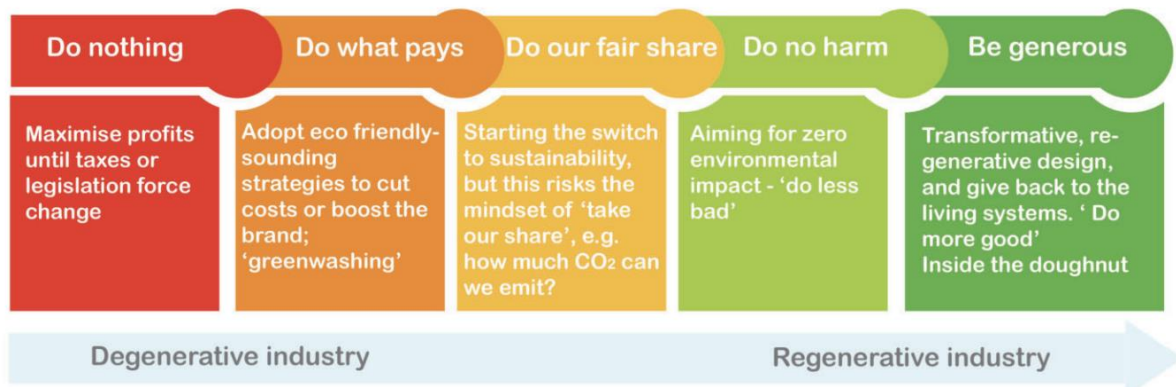 Do nothing
Do what pays
Do our fair share
Do no harm
Be generous
Maximise profits
until taxes or
legislation force
change
Adopt eco friendly-
sounding
strategies to cut
costs or boost the
brand;
‘greenwashing’
Starting the switch
to sustainability,
but this risks the
mindset of ‘take
our share’, e.g.
how much CO₂ can
we emit?
Aiming for zero
environmental
impact - ‘do less
bad’
Transformative, re-
generative design,
and give back to the
living systems. ‘ Do
more good’
Inside the doughnut
Degenerative industry
Regenerative industry